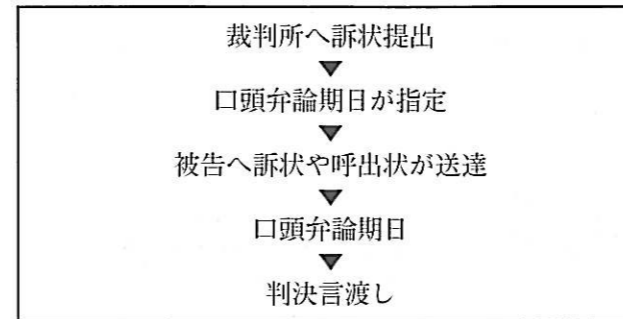 裁判所へ訴状提出
▼
口頭弁論期日が指定
▼
被告へ訴状や呼出状が送達
▼
口頭弁論期日
▼
判決言渡し